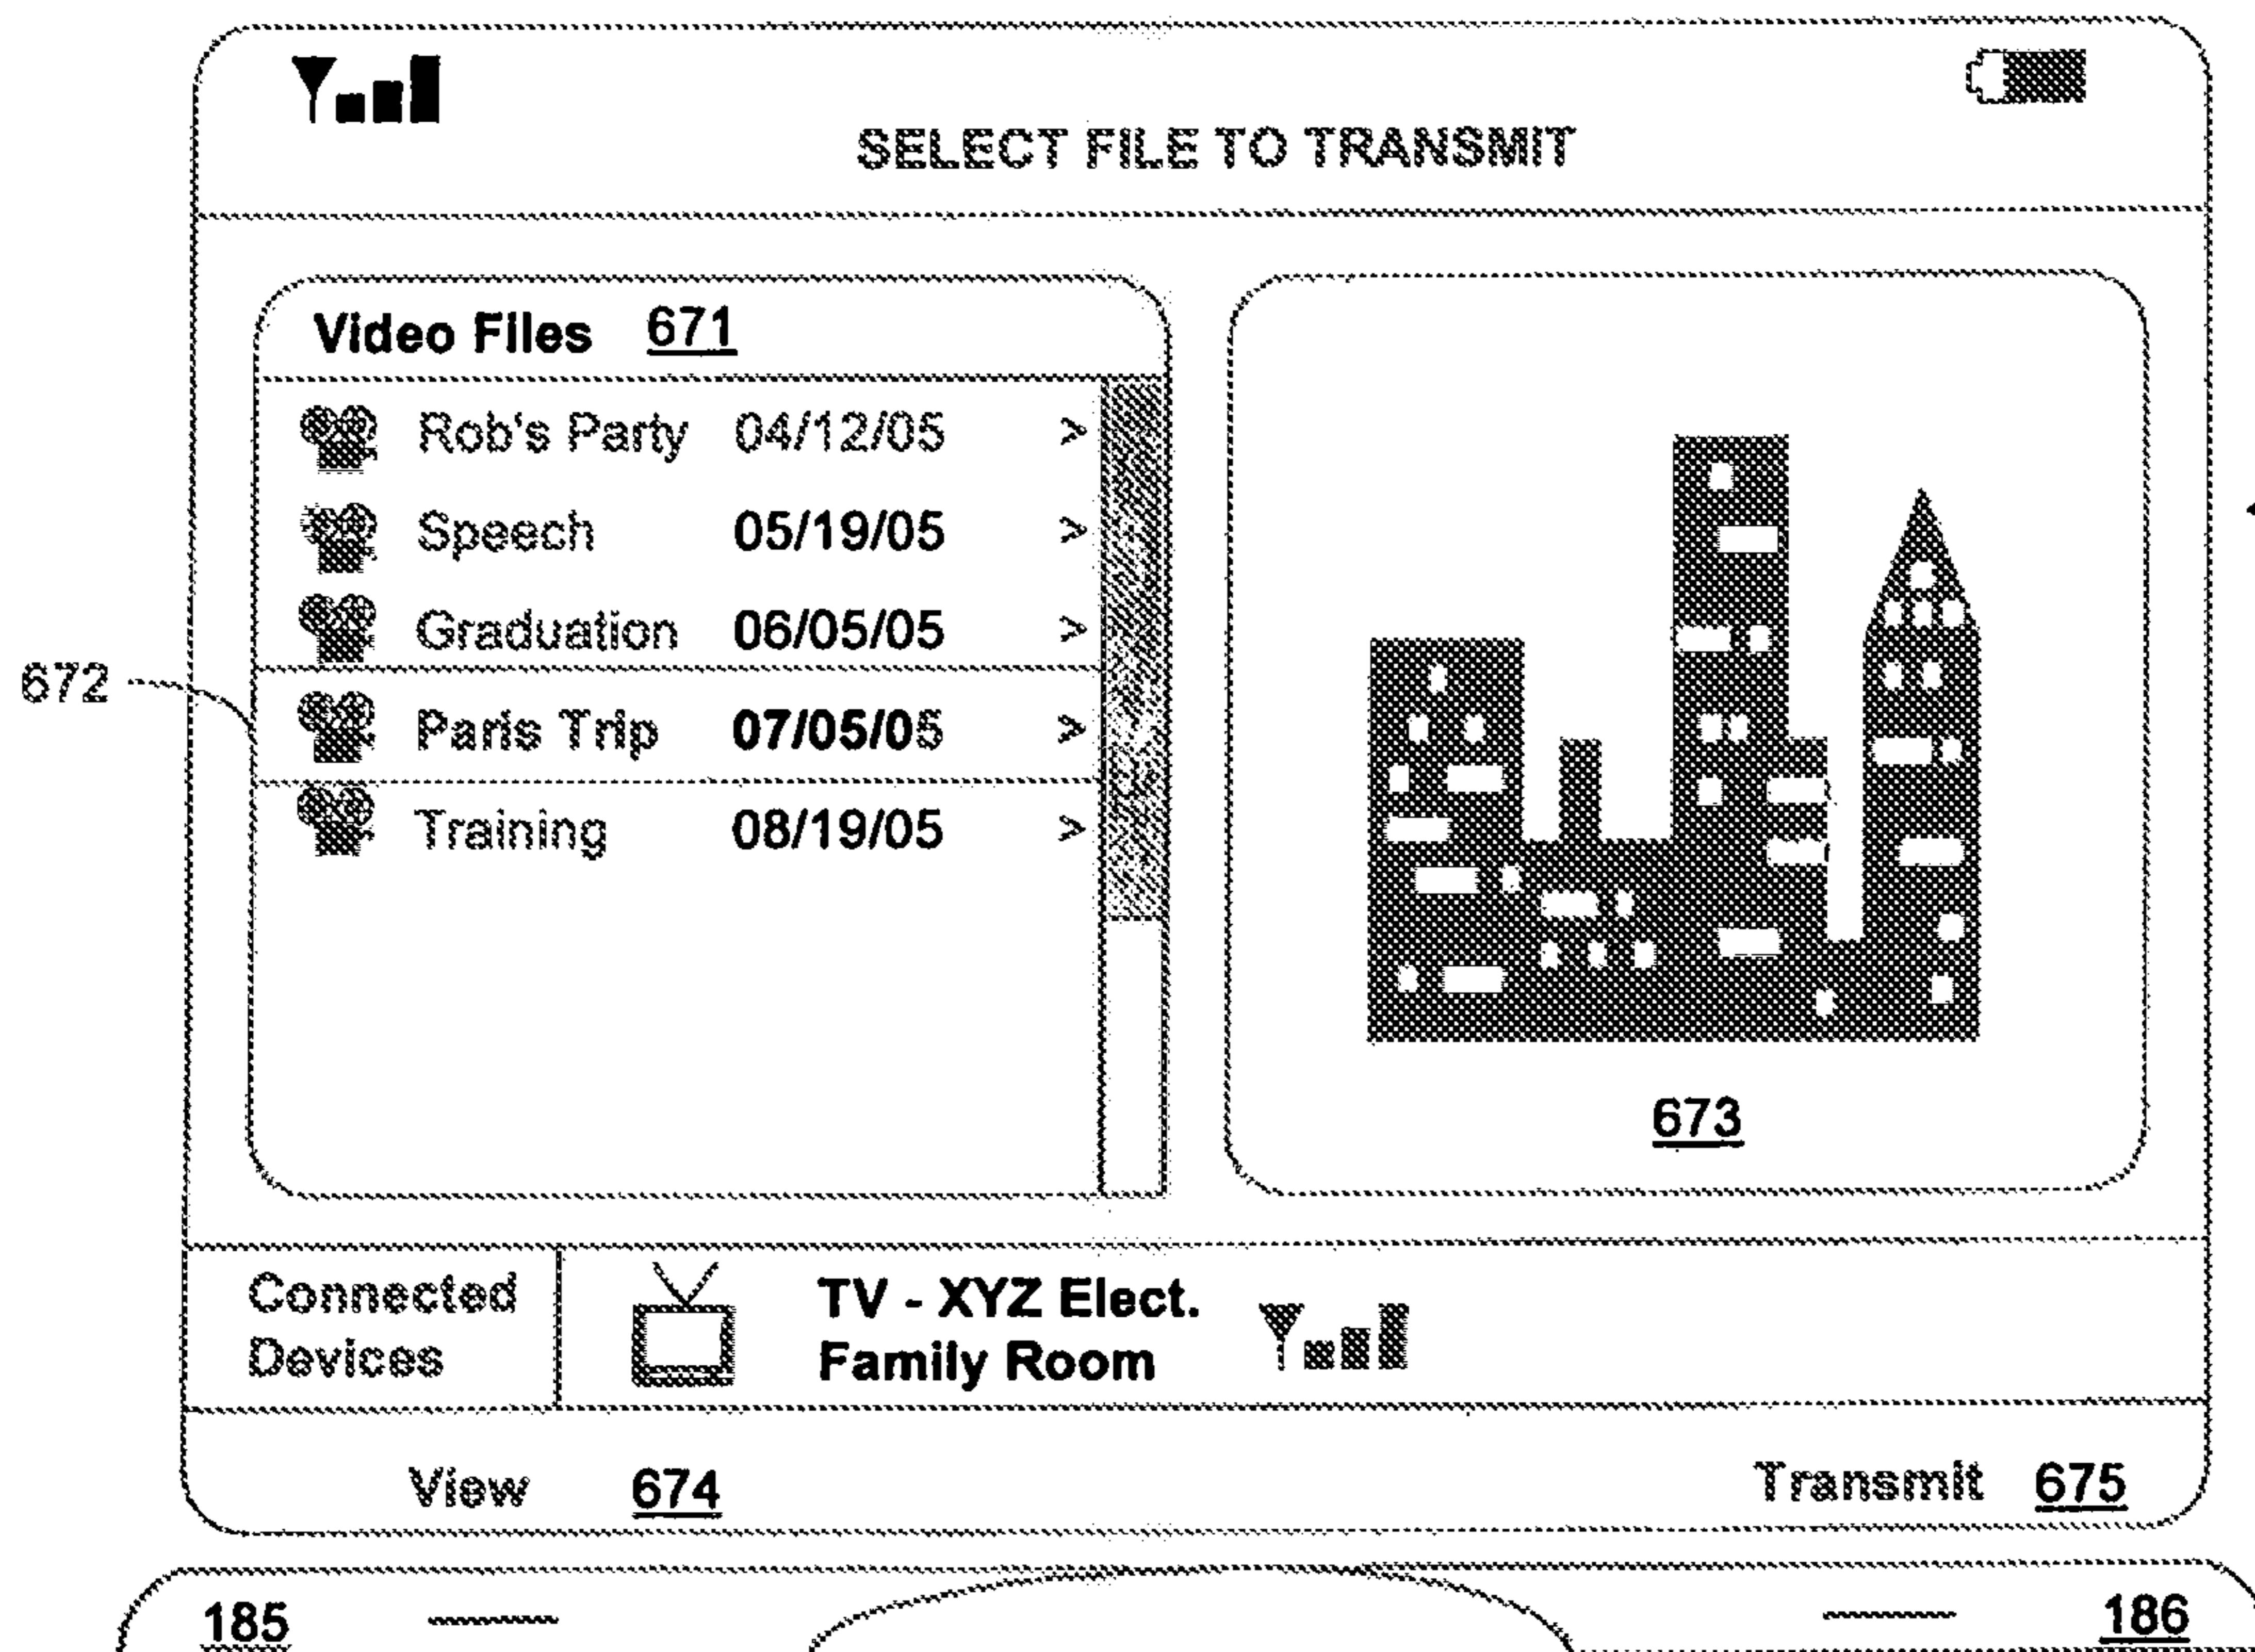 SELECT FILE TO TRANSMIT
Video Files 671
Rob's Party 04/12/05 >
Speech 05/19/05 >
Graduation 06/05/05 >
672
Paris Trip 07/05/05 >
Training 08/19/05 >
673
Connected Devices
TV - XYZ Elect.
Family Room
View 674
Transmit 675
185
186